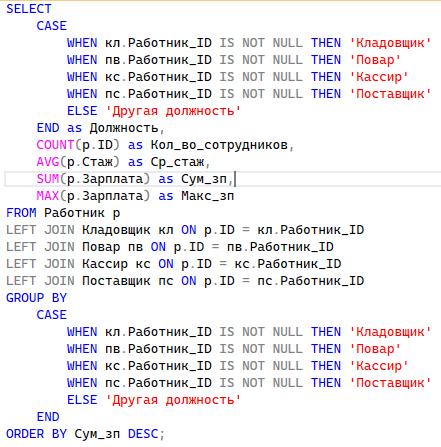 SELECT
    CASE
        WHEN кл.Работник_ID IS NOT NULL THEN 'Кладовщик'
        WHEN пв.Работник_ID IS NOT NULL THEN 'Повар'
        WHEN кс.Работник_ID IS NOT NULL THEN 'Кассир'
        WHEN пс.Работник_ID IS NOT NULL THEN 'Поставщик'
        ELSE 'Другая должность'
    END as Должность,
    COUNT(р.ID) as Кол_во_сотрудников,
    AVG(р.Стаж) as Ср_стаж,
    SUM(р.Зарплата) as Сум_зп,
    MAX(р.Зарплата) as Макс_зп
FROM Работник р
LEFT JOIN Кладовщик кл ON р.ID = кл.Работник_ID
LEFT JOIN Повар пв ON р.ID = пв.Работник_ID
LEFT JOIN Кассир кс ON р.ID = кс.Работник_ID
LEFT JOIN Поставщик пс ON р.ID = пс.Работник_ID
GROUP BY
    CASE
        WHEN кл.Работник_ID IS NOT NULL THEN 'Кладовщик'
        WHEN пв.Работник_ID IS NOT NULL THEN 'Повар'
        WHEN кс.Работник_ID IS NOT NULL THEN 'Кассир'
        WHEN пс.Работник_ID IS NOT NULL THEN 'Поставщик'
        ELSE 'Другая должность'
    END
ORDER BY Сум_зп DESC;